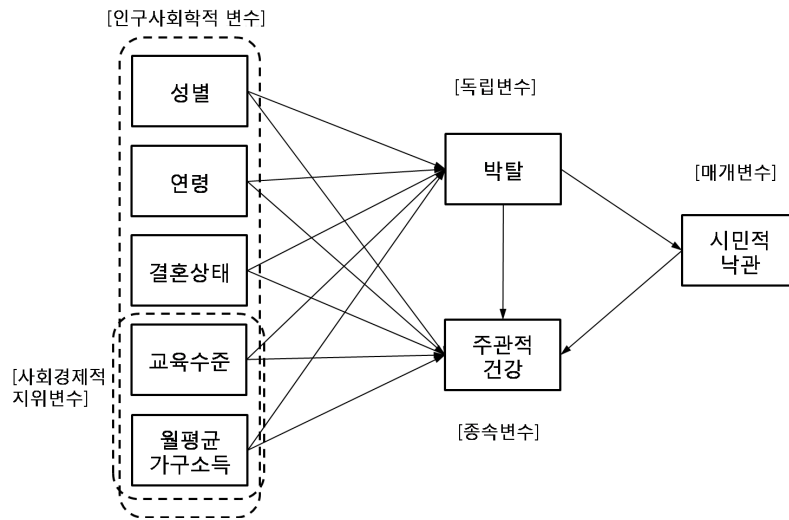 [인구사회학적 변수]
성별
연령
결혼상태
교육수준
월평균
가구소득
[사회경제적
지위변수]
[독립변수]
박탈
주관적
건강
[종속변수]
[매개변수]
시민적
낙관